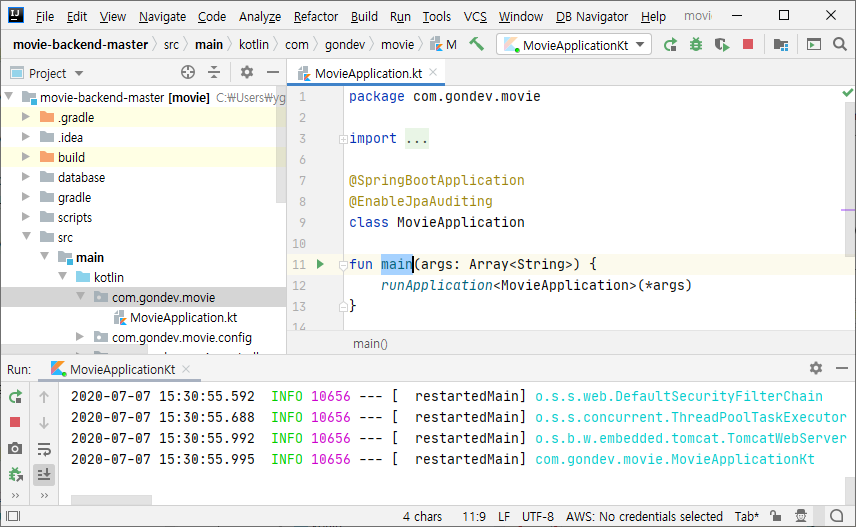 File Edit View Navigate Code Analyze Refactor Build Run Tools VCS Window DB Navigator Help movi
movie-backend-master src main kotlin com gondev movie M MovieApplicationKt
Project
MovieApplication.kt
movie-backend-master [movie] C:₩Users₩yg
.gradle
.idea
build
database
gradle
scripts
src
main
kotlin
com.gondev.movie
MovieApplication.kt
com.gondev.movie.config
1 package com.gondev.movie
2
3 import ...
6
7 @SpringBootApplication
8 @EnableJpaAuditing
9 class MovieApplication
10
11 fun main(args: Array<String>) {
12 runApplication<MovieApplication>(*args)
13 }
14
main()
Run: MovieApplicationKt
2020-07-07 15:30:55.592 INFO 10656 --- [ restartedMain] o.s.s.web.DefaultSecurityFilterChain
2020-07-07 15:30:55.688 INFO 10656 --- [ restartedMain] o.s.s.concurrent.ThreadPoolTaskExecutor
2020-07-07 15:30:55.992 INFO 10656 --- [ restartedMain] o.s.b.w.embedded.tomcat.TomcatWebServer
2020-07-07 15:30:55.995 INFO 10656 --- [ restartedMain] com.gondev.movie.MovieApplicationKt
4 chars 11:9 LF UTF-8 AWS: No credentials selected Tab*